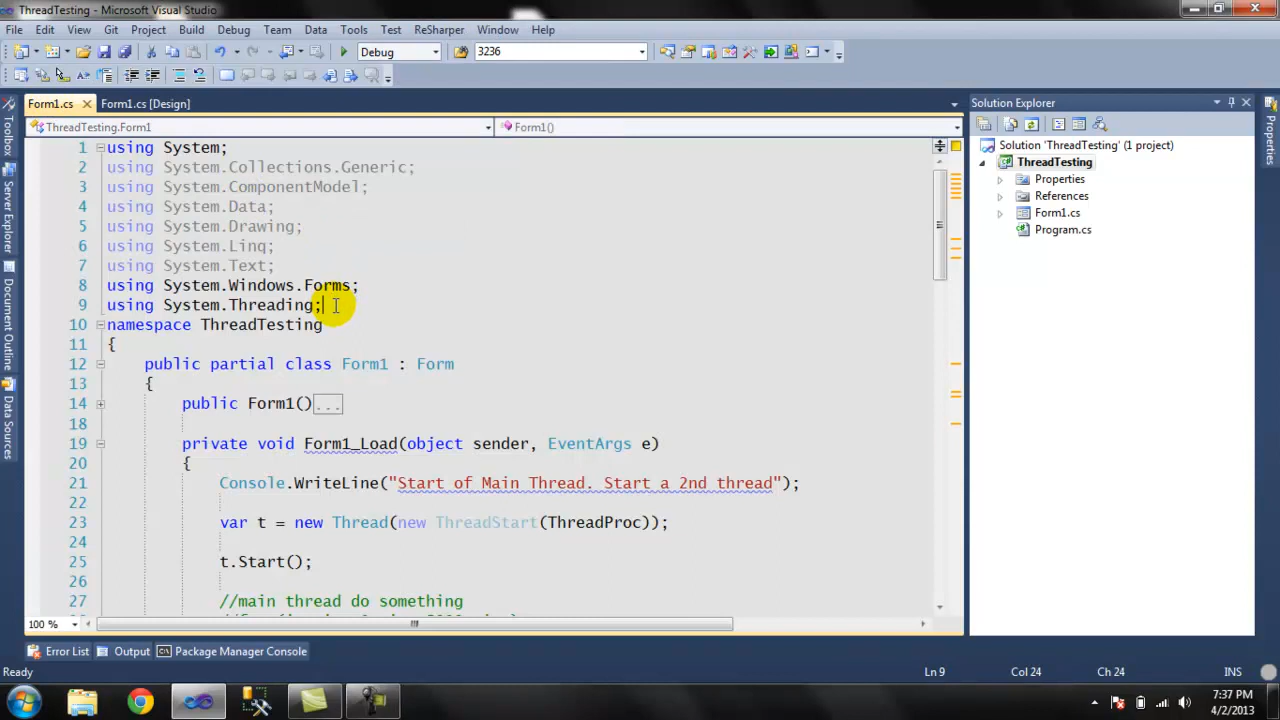 ThreadTesting - Microsoft Visual Studio
File Edit View Git Project Build Debug Team Data Tools Test ReSharper Window Help
Debug 3236
Form1.cs Form1.cs [Design]
Solution Explorer
ThreadTesting.Form1 Form1()
Toolbox
Server Explorer
Document Outline
Data Sources
1 using System;
2 using System.Collections.Generic;
3 using System.ComponentModel;
4 using System.Data;
5 using System.Drawing;
6 using System.Linq;
7 using System.Text;
8 using System.Windows.Forms;
9 using System.Threading;
10 namespace ThreadTesting
11 {
12 public partial class Form1 : Form
13 {
14 public Form1()...
18
19 private void Form1_Load(object sender, EventArgs e)
20 {
21 Console.WriteLine("Start of Main Thread. Start a 2nd thread");
22
23 var t = new Thread(new ThreadStart(ThreadProc));
24
25 t.Start();
26
27 //main thread do something
Solution 'ThreadTesting' (1 project)
ThreadTesting
Properties
References
Form1.cs
Program.cs
Properties
100 %
Error List Output Package Manager Console
Ready Ln 9 Col 24 Ch 24 INS
7:37 PM
4/2/2013